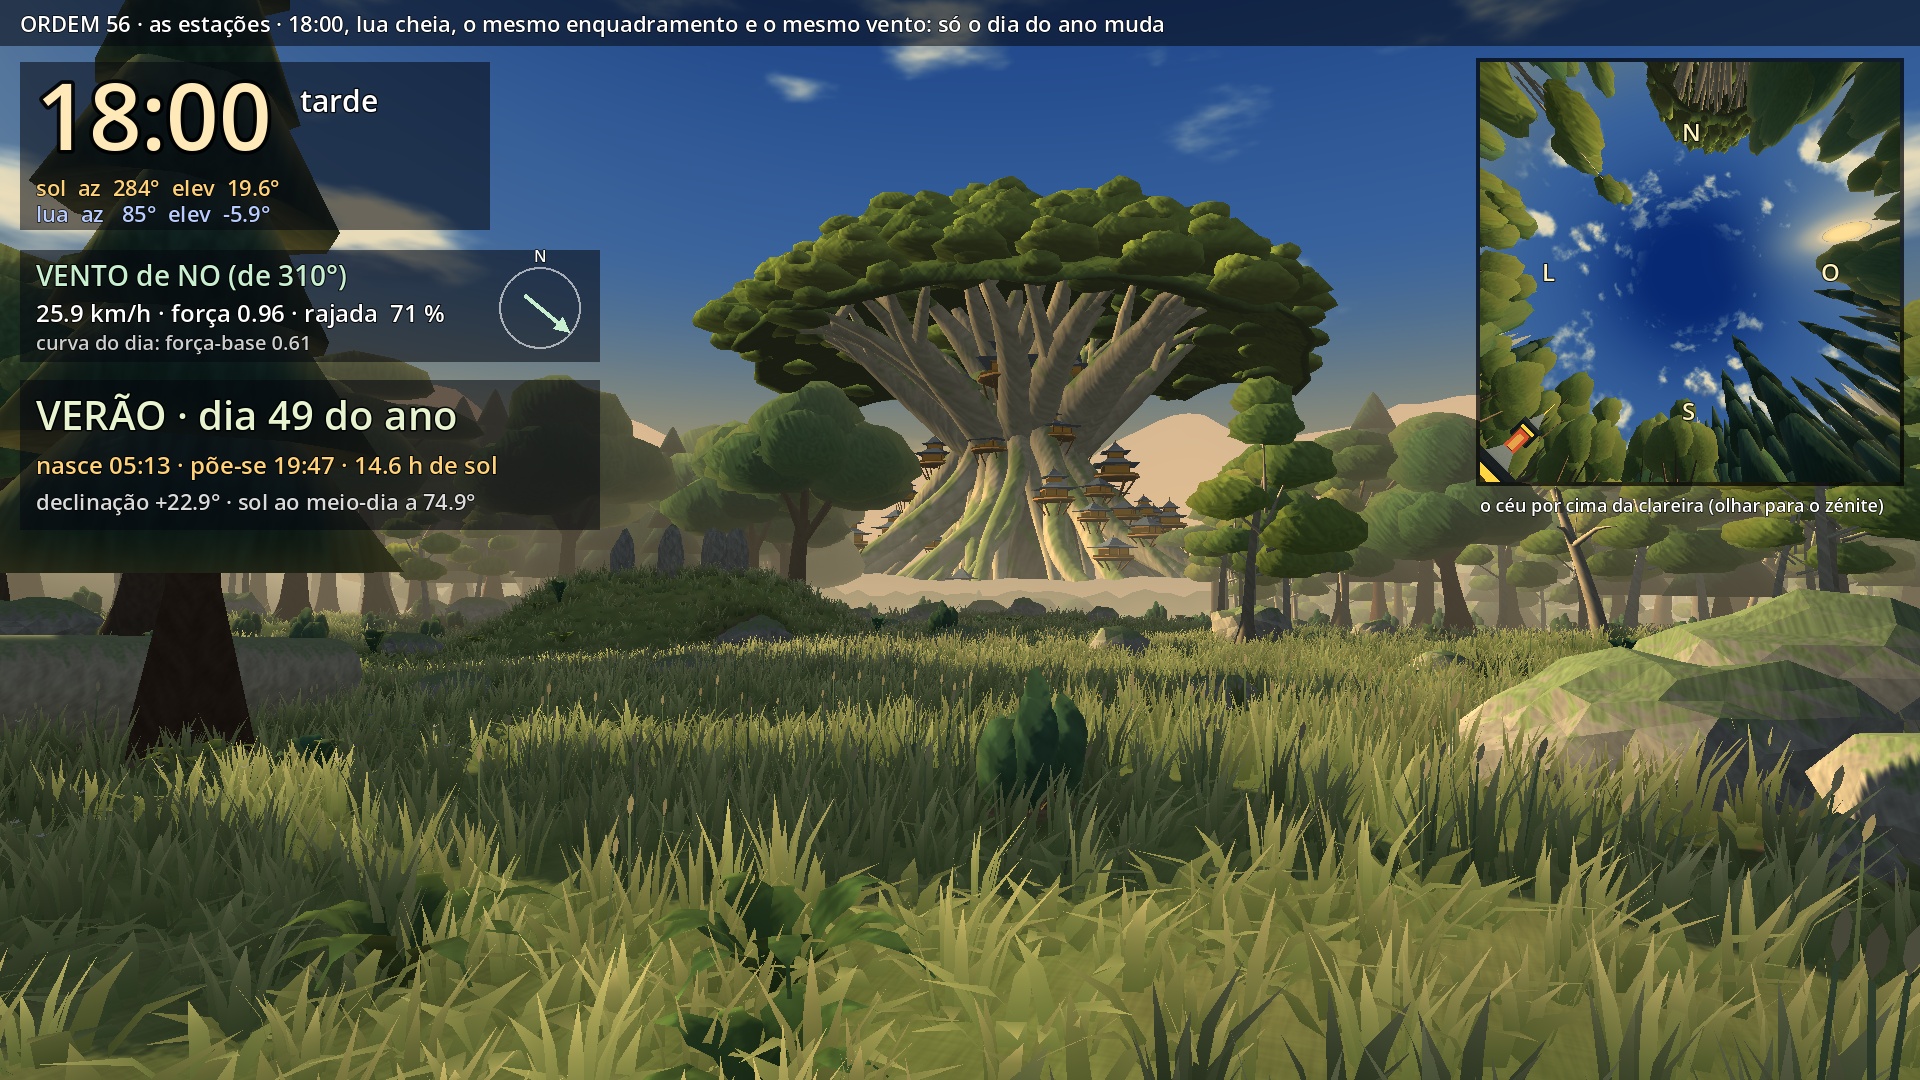 ORDEM 56 · as estações · 18:00, lua cheia, o mesmo enquadramento e o mesmo vento: só o dia do ano muda
18:00 tarde
sol az 284° elev 19.6°
lua az 85° elev -5.9°
VENTO de NO (de 310°)
25.9 km/h · força 0.96 · rajada 71 %
curva do dia: força-base 0.61
N
VERÃO · dia 49 do ano
nasce 05:13 · põe-se 19:47 · 14.6 h de sol
declinação +22.9° · sol ao meio-dia a 74.9°
N
L
O
S
o céu por cima da clareira (olhar para o zénite)